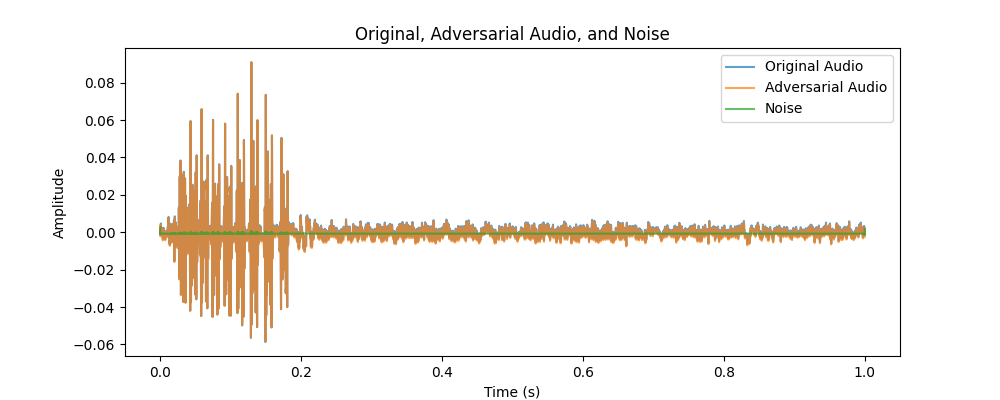 Original, Adversarial Audio, and Noise
Original Audio
Adversarial Audio
Noise
0.08
0.06
0.04
0.02
0.00
−0.02
−0.04
−0.06
Amplitude
0.0 0.2 0.4 0.6 0.8 1.0
Time (s)